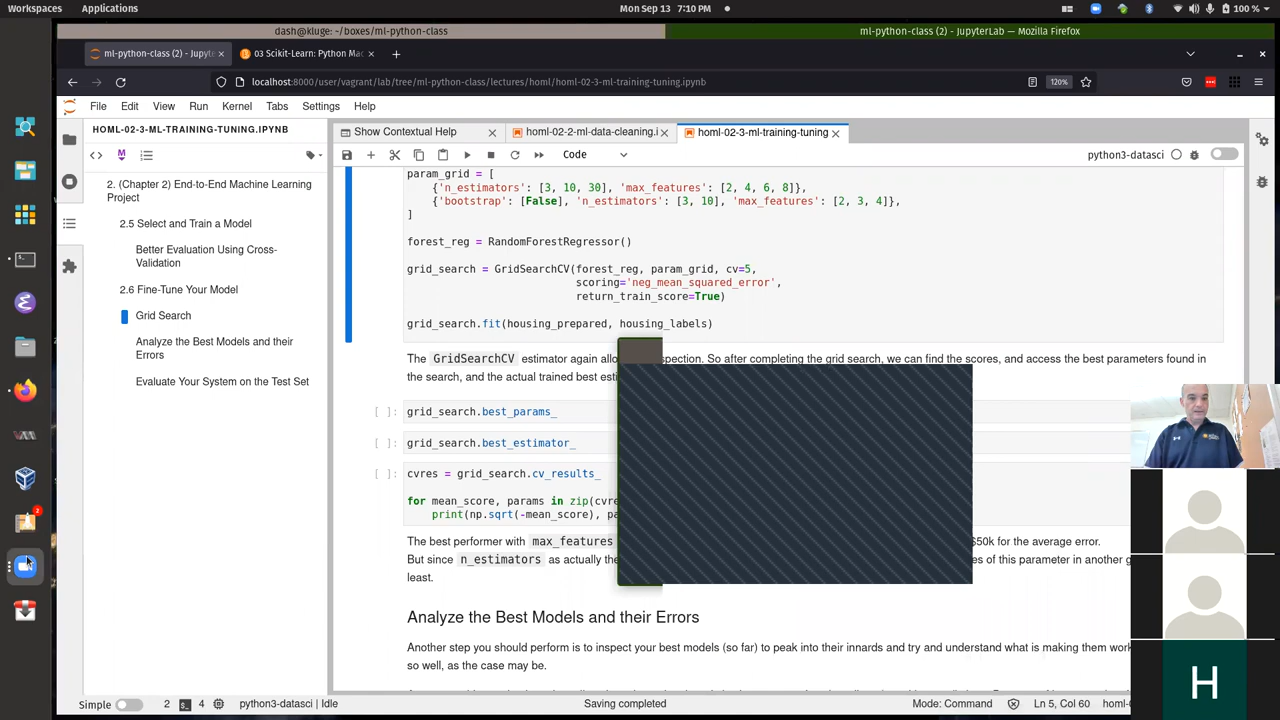 Workspaces Applications Mon Sep 13 7:10 PM 100 %
dash@kluge: ~/boxes/ml-python-class ml-python-class (2) - JupyterLab — Mozilla Firefox
ml-python-class (2) - Jupyte 03 Scikit-Learn: Python Mac
localhost:8000/user/vagrant/lab/tree/ml-python-class/lectures/homl/homl-02-3-ml-training-tuning.ipynb 120%
File Edit View Run Kernel Tabs Settings Help
HOML-02-3-ML-TRAINING-TUNING.IPYNB
2. (Chapter 2) End-to-End Machine Learning
Project
2.5 Select and Train a Model
Better Evaluation Using Cross-
Validation
2.6 Fine-Tune Your Model
Grid Search
Analyze the Best Models and their
Errors
Evaluate Your System on the Test Set
Show Contextual Help homl-02-2-ml-data-cleaning.i homl-02-3-ml-training-tuning
Code python3-datasci
param_grid = [
{'n_estimators': [3, 10, 30], 'max_features': [2, 4, 6, 8]},
{'bootstrap': [False], 'n_estimators': [3, 10], 'max_features': [2, 3, 4]},
]
forest_reg = RandomForestRegressor()
grid_search = GridSearchCV(forest_reg, param_grid, cv=5,
scoring='neg_mean_squared_error',
return_train_score=True)
grid_search.fit(housing_prepared, housing_labels)
The GridSearchCV estimator again allo spection. So after completing the grid search, we can find the scores, and access the best parameters found in
the search, and the actual trained best esti
[ ]: grid_search.best_params_
[ ]: grid_search.best_estimator_
[ ]: cvres = grid_search.cv_results_
for mean_score, params in zip(cvre
print(np.sqrt(-mean_score), pa
The best performer with max_features $50k for the average error.
But since n_estimators as actually the es of this parameter in another g
least.
Analyze the Best Models and their Errors
Another step you should perform is to inspect your best models (so far) to peak into their innards and try and understand what is making them work
so well, as the case may be.
2
H
Simple 2 4 python3-datasci | Idle Saving completed Mode: Command Ln 5, Col 60 homl-